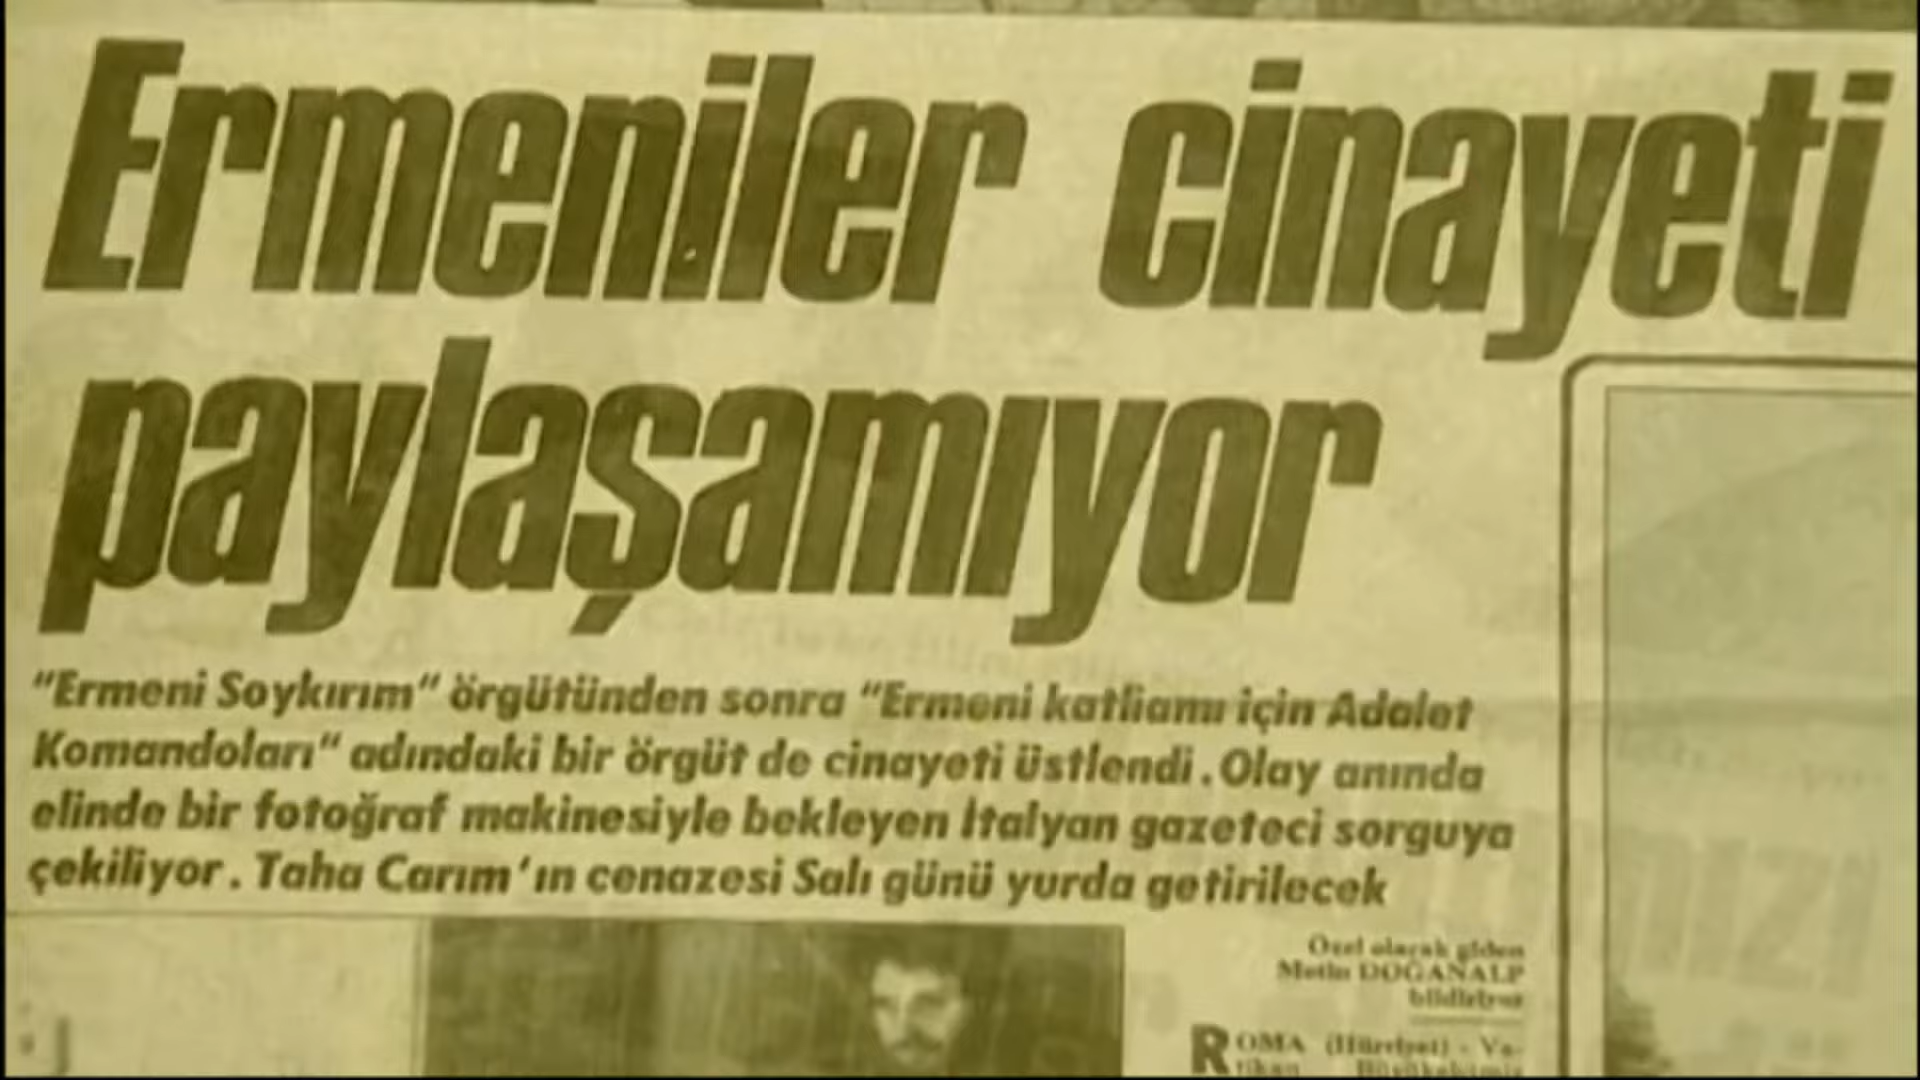 Ermeniler cinayeti
paylaşamıyor
"Ermeni Soykırım" örgütünden sonra "Ermeni katliamı için Adalet
Komandoları" adındaki bir örgüt de cinayeti üstlendi. Olay anında
elinde bir fotoğraf makinesiyle bekleyen İtalyan gazeteci sorguya
çekiliyor. Taha Carım'ın cenazesi Salı günü yurda getirilecek
Özel olarak giden
Metin DOĞANALP
bildiriyor
ROMA (Hürriyet) - Va-
tikan Büyükelçimiz